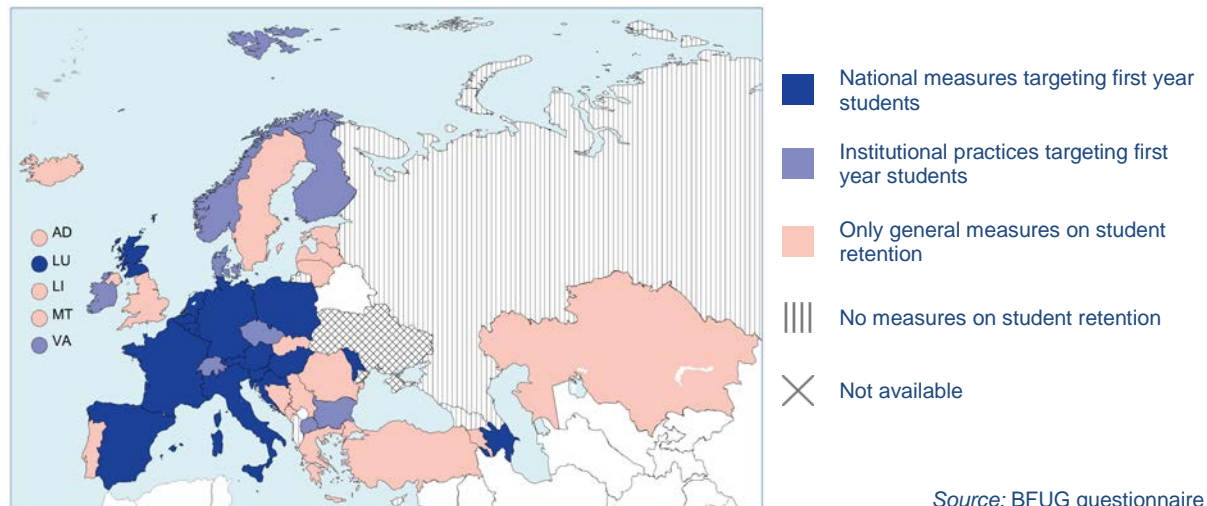 AD
LU
LI
MT
VA
National measures targeting first year
students
Institutional practices targeting first
year students
Only general measures on student
retention
No measures on student retention
Not available
Source: BFUG questionnaire